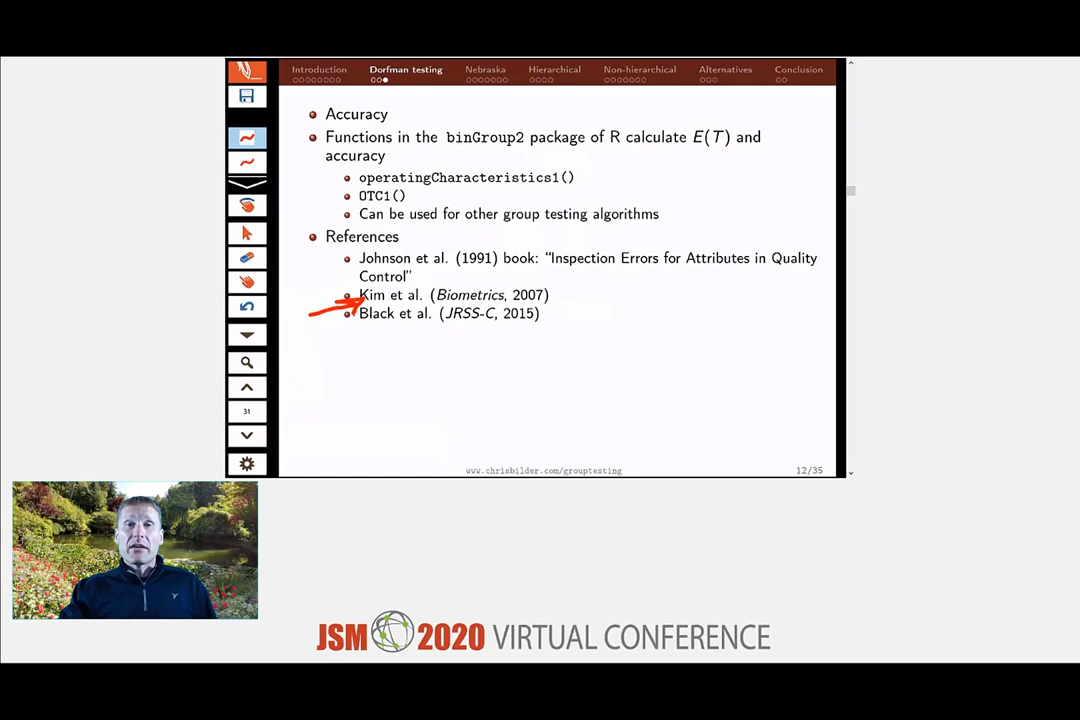 Introduction Dorfman testing Nebraska Hierarchical Non-hierarchical Alternatives Conclusion
Accuracy
Functions in the binGroup2 package of R calculate E(T) and
accuracy
operatingCharacteristics1()
OTC1()
Can be used for other group testing algorithms
References
Johnson et al. (1991) book: “Inspection Errors for Attributes in Quality
Control”
Kim et al. (Biometrics, 2007)
Black et al. (JRSS-C, 2015)
31
www.chrisbilder.com/grouptesting 12/35
JSM 2020 VIRTUAL CONFERENCE